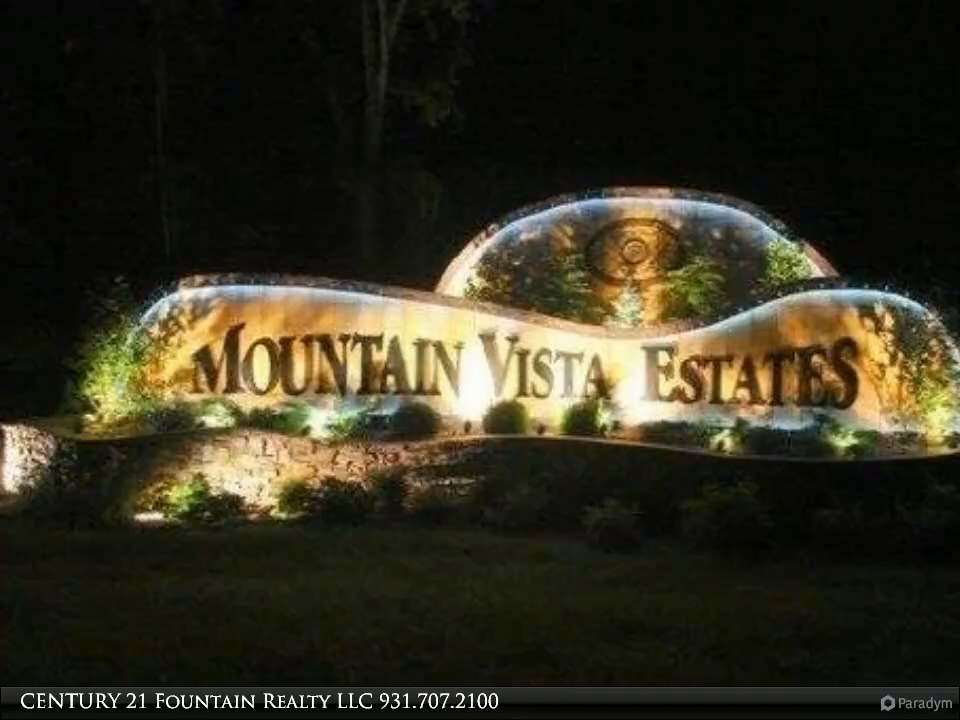 MOUNTAIN VISTA ESTATES
CENTURY 21 FOUNTAIN REALTY LLC 931.707.2100
Paradym